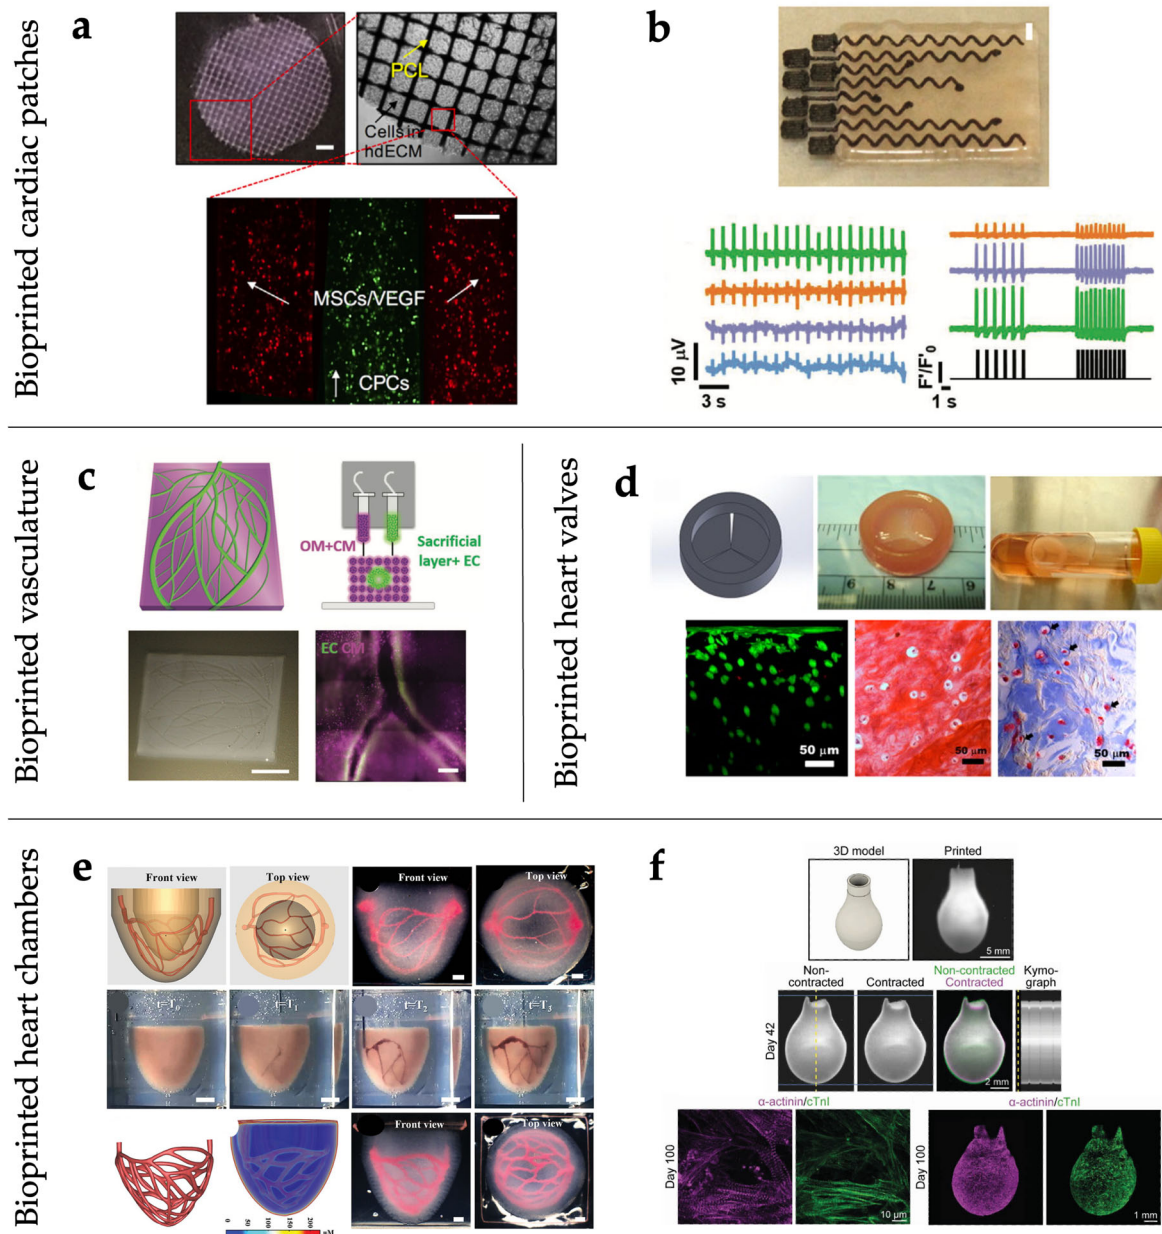 Bioprinted cardiac patches
a
PCL
Cells in
hdECM
MSCs/VEGF
CPCs
b
10 μV
3 s
F'/F'₀
1 s
Bioprinted vasculature
c
OM+CM
Sacrificial
layer+ EC
EC CM
Bioprinted heart valves
d
9 8 7 6
50 μm
50 μm
50 μm
Bioprinted heart chambers
e
Front view
Top view
Front view
Top view
t=T₀
t=T₁
t=T₂
t=T₃
Front view
Top view
0 50 100 150 200
nM
f
3D model
Printed
5 mm
Non-
contracted
Contracted
Non-contracted
Contracted
Kymo-
graph
Day 42
2 mm
α-actinin/cTnI
α-actinin/cTnI
Day 100
10 μm
Day 100
1 mm